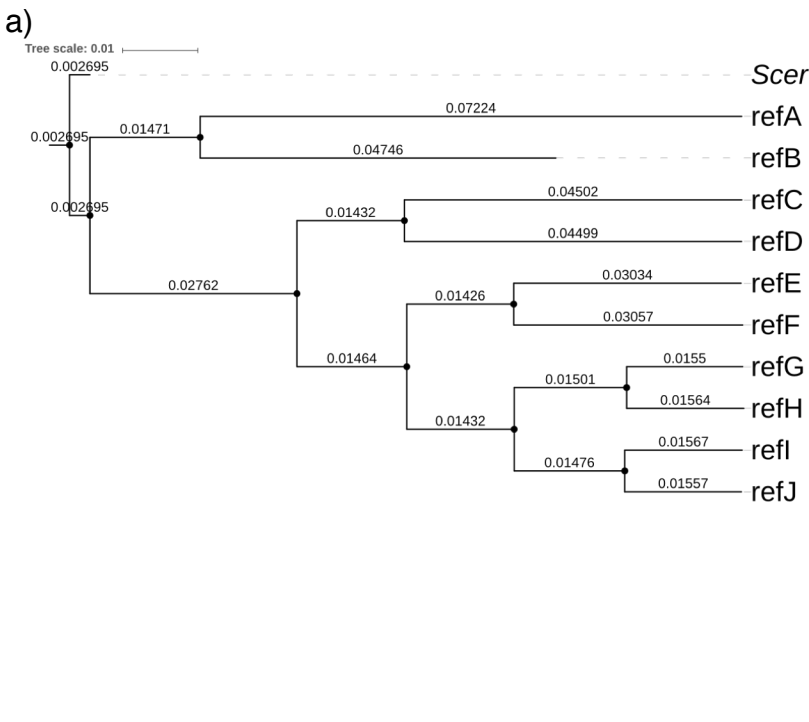 a)
Tree scale: 0.01
0.002695
Scer
0.07224
refA
0.01471
0.002695
0.04746
refB
0.04502
refC
0.002695
0.01432
0.04499
refD
0.03034
refE
0.02762
0.01426
0.03057
refF
0.01464
0.0155
refG
0.01501
0.01564
refH
0.01432
0.01567
refI
0.01476
0.01557
refJ